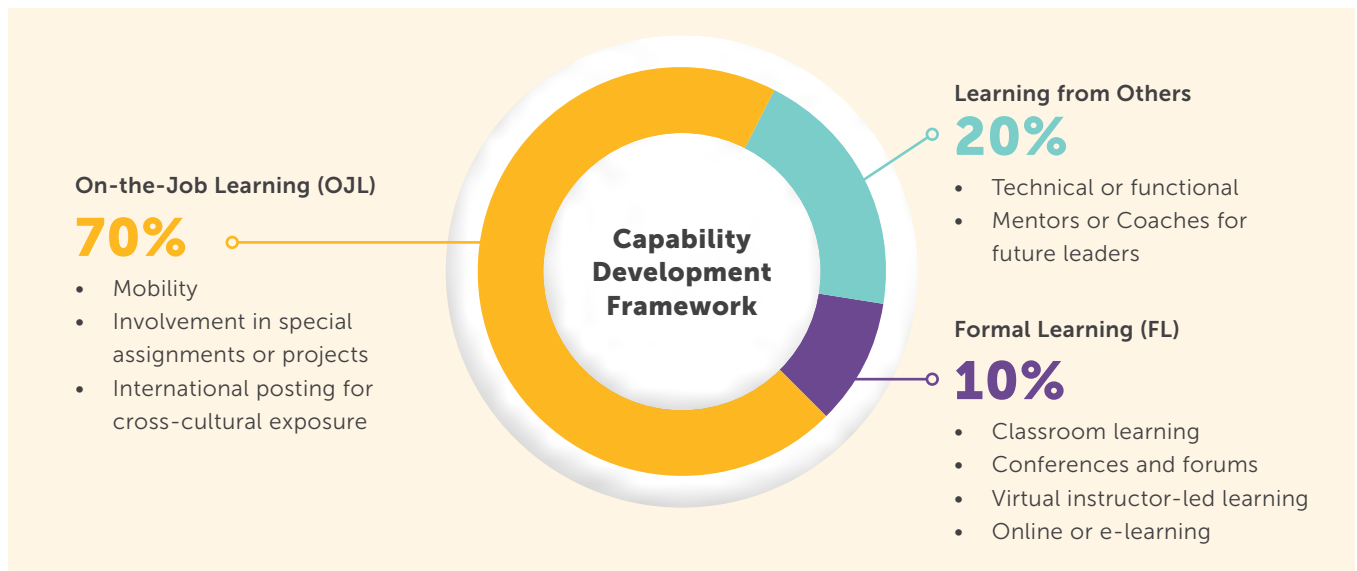 On-the-Job Learning (OJL)
70%
• Mobility
• Involvement in special
assignments or projects
• International posting for
cross-cultural exposure
Capability
Development
Framework
Learning from Others
20%
• Technical or functional
• Mentors or Coaches for
future leaders
Formal Learning (FL)
10%
• Classroom learning
• Conferences and forums
• Virtual instructor-led learning
• Online or e-learning